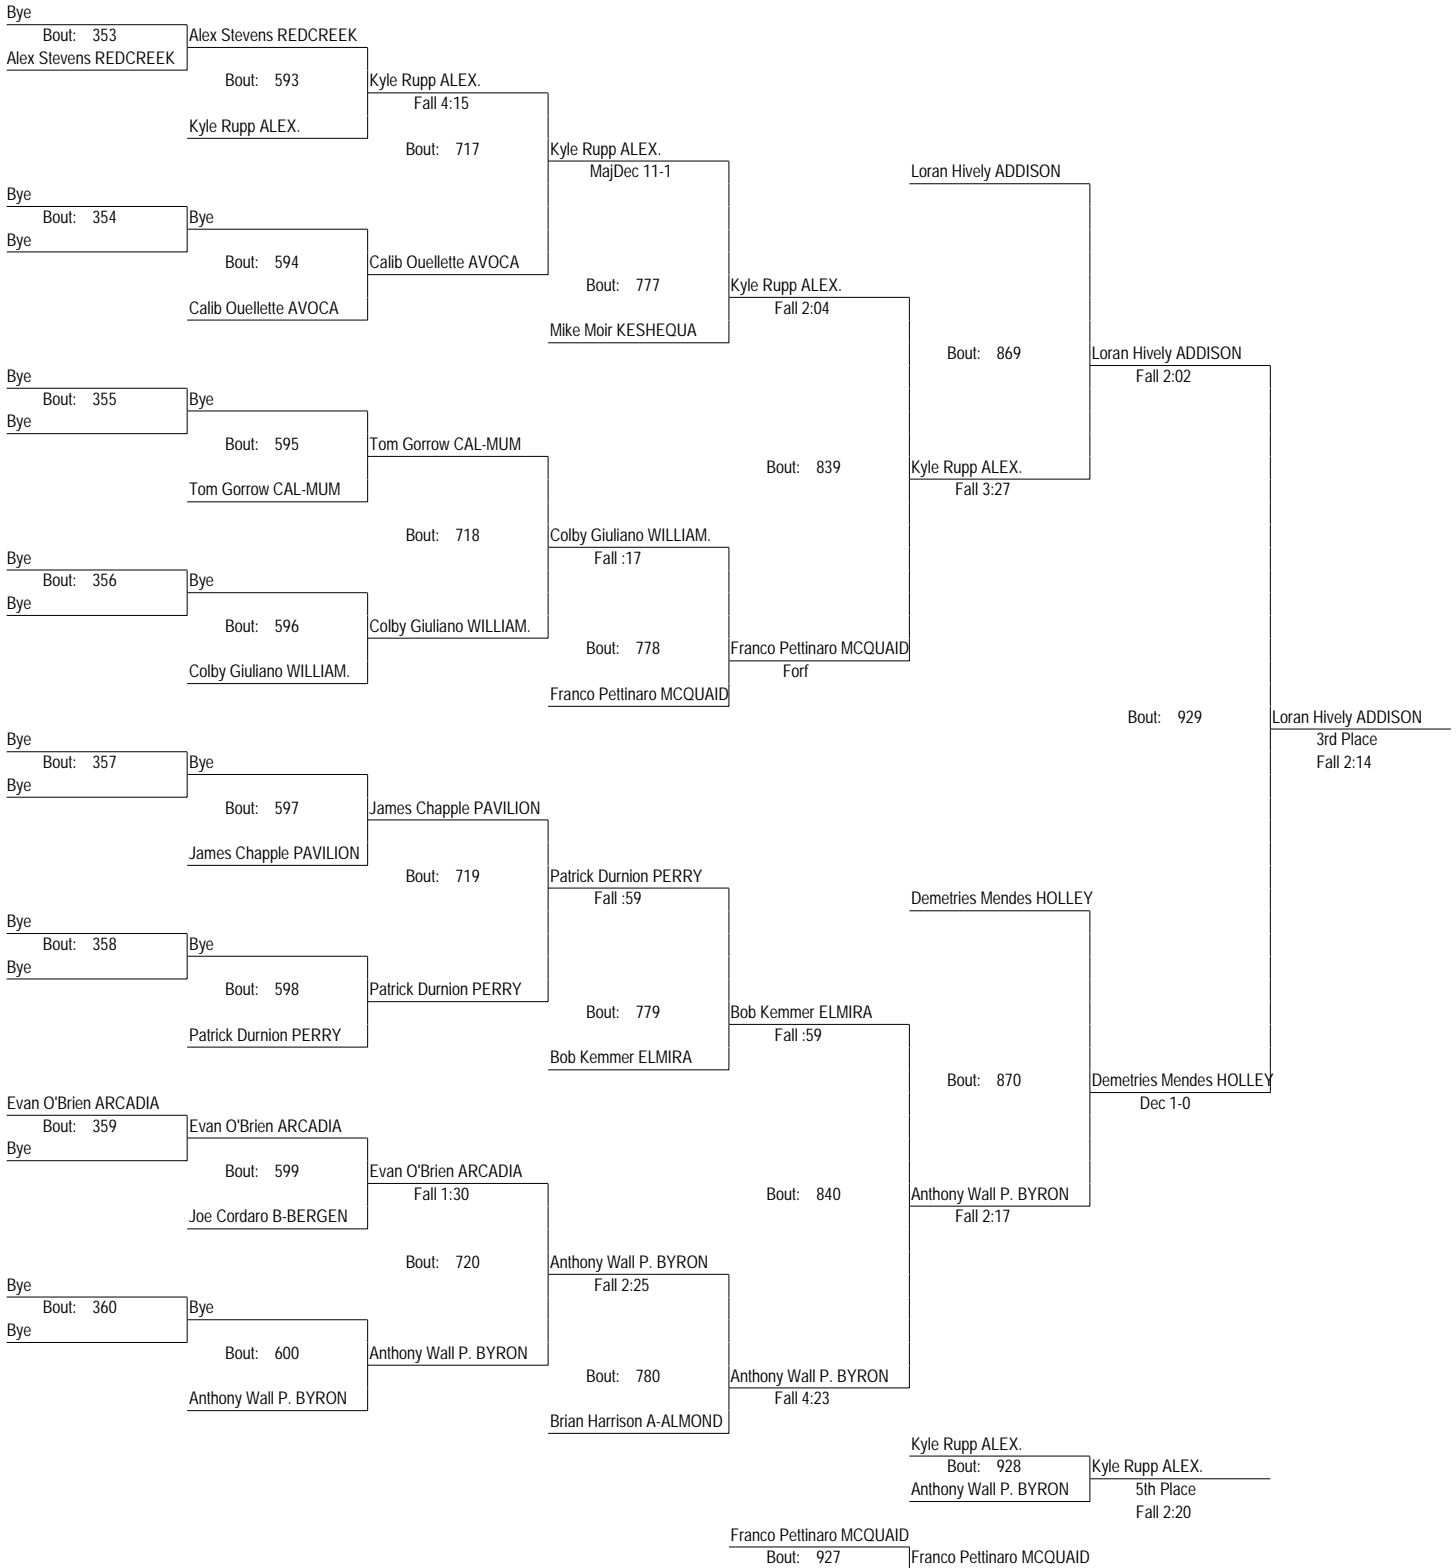 Bye
Bout: 353
Alex Stevens REDCREEK
Alex Stevens REDCREEK
Bout: 593
Kyle Rupp ALEX.
Kyle Rupp ALEX.
Fall 4:15
Bout: 717
Bye
Bout: 354
Bye
Bye
Bout: 594
Calib Ouellette AVOCA
Calib Ouellette AVOCA
Kyle Rupp ALEX.
MajDec 11-1
Bout: 777
Mike Moir KESHEQUA
Kyle Rupp ALEX.
Fall 2:04
Bye
Bout: 355
Bye
Bye
Bout: 595
Tom Gorrow CAL-MUM
Tom Gorrow CAL-MUM
Bout: 718
Bye
Bout: 356
Bye
Bye
Bout: 596
Colby Giuliano WILLIAM.
Colby Giuliano WILLIAM.
Colby Giuliano WILLIAM.
Fall :17
Bout: 778
Franco Pettinaro MCQUAID
Franco Pettinaro MCQUAID
Forf
Bout: 839
Loran Hively ADDISON
Bout: 869
Kyle Rupp ALEX.
Fall 3:27
Loran Hively ADDISON
Fall 2:02
Bout: 929
Loran Hively ADDISON
3rd Place
Fall 2:14
Bye
Bout: 357
Bye
Bye
Bout: 597
James Chapple PAVILION
James Chapple PAVILION
Bout: 719
Bye
Bout: 358
Bye
Bye
Bout: 598
Patrick Durnion PERRY
Patrick Durnion PERRY
Patrick Durnion PERRY
Fall :59
Bout: 779
Bob Kemmer ELMIRA
Bob Kemmer ELMIRA
Fall :59
Evan O'Brien ARCADIA
Bout: 359
Bye
Evan O'Brien ARCADIA
Bout: 599
Joe Cordaro B-BERGEN
Evan O'Brien ARCADIA
Fall 1:30
Bout: 720
Bye
Bout: 360
Bye
Bye
Bout: 600
Anthony Wall P. BYRON
Anthony Wall P. BYRON
Anthony Wall P. BYRON
Fall 2:25
Bout: 780
Brian Harrison A-ALMOND
Anthony Wall P. BYRON
Fall 4:23
Bout: 840
Demetries Mendes HOLLEY
Bout: 870
Anthony Wall P. BYRON
Fall 2:17
Demetries Mendes HOLLEY
Dec 1-0
Kyle Rupp ALEX.
Bout: 928
Anthony Wall P. BYRON
Kyle Rupp ALEX.
5th Place
Fall 2:20
Franco Pettinaro MCQUAID
Bout: 927
Franco Pettinaro MCQUAID